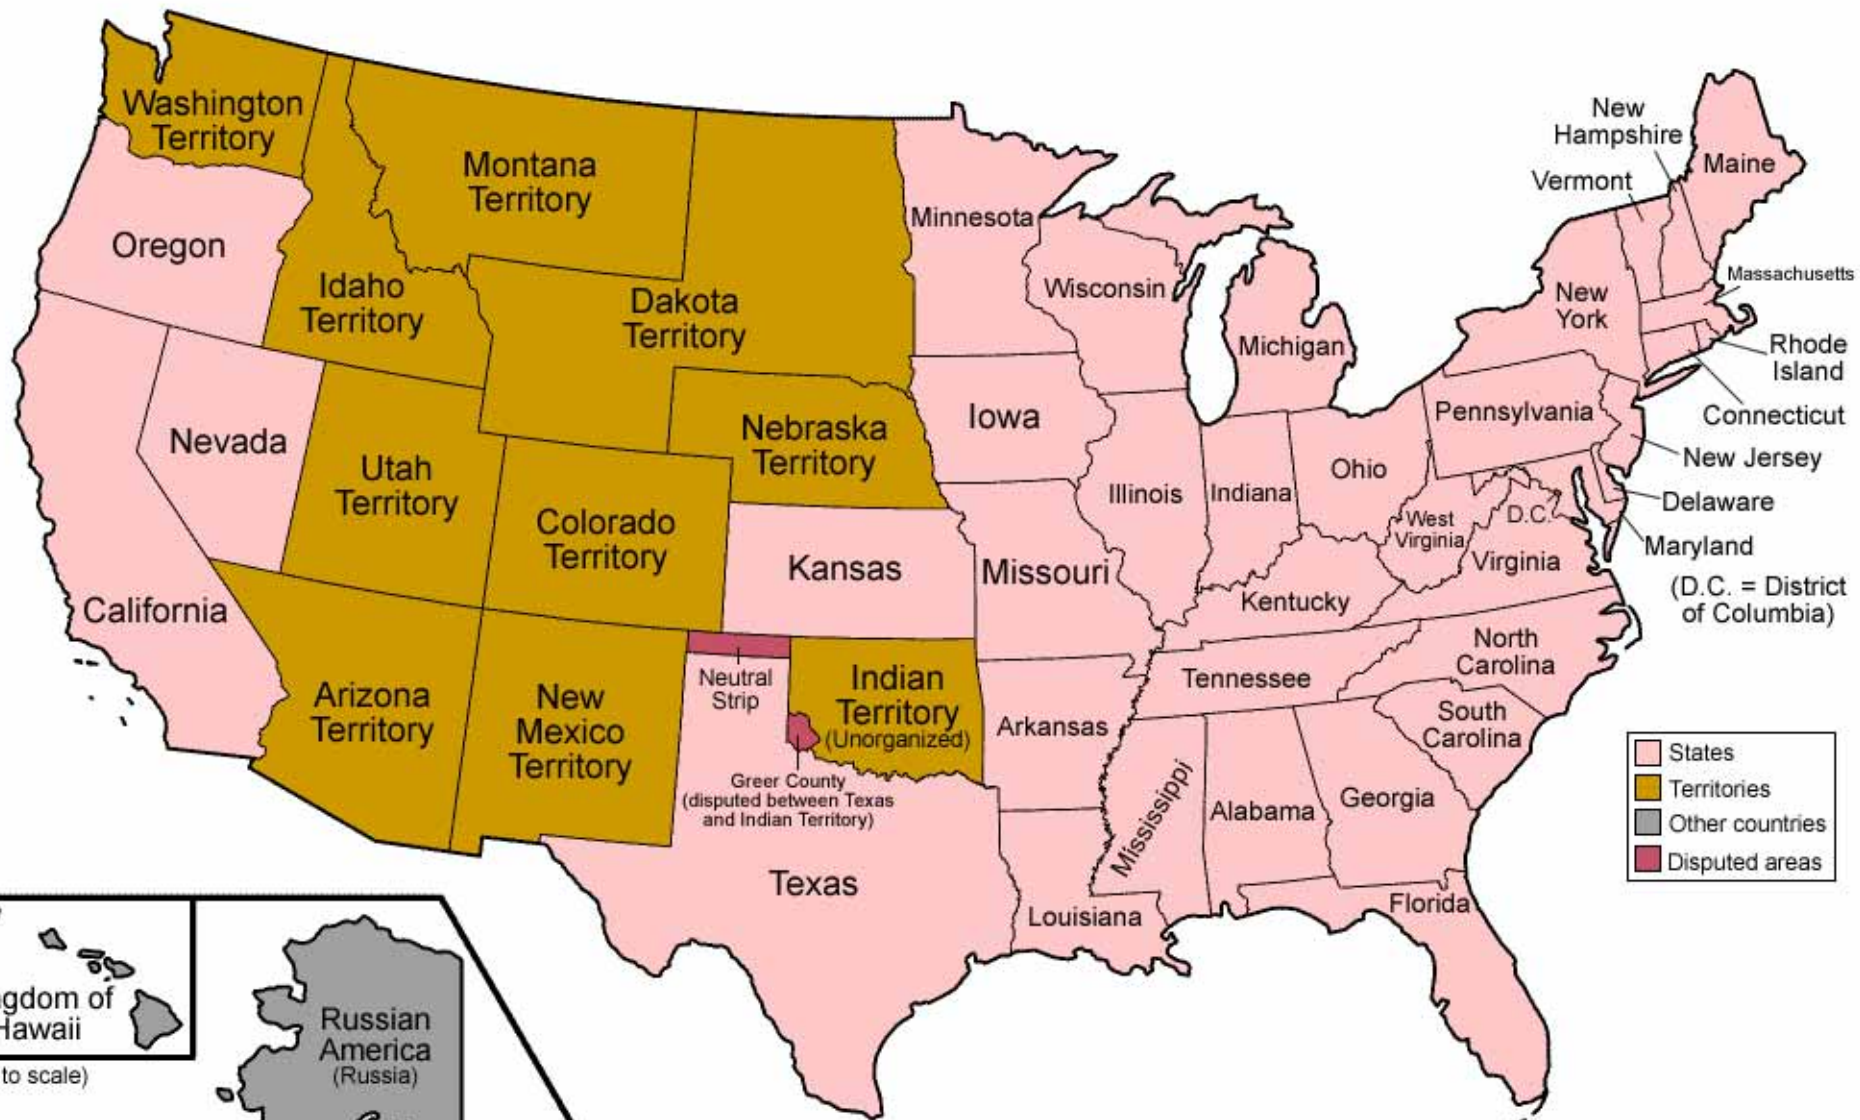 Washington
Territory
Montana
Territory
Oregon
Idaho
Territory
Dakota
Territory
Minnesota
Wisconsin
Michigan
New
Hampshire
Vermont
Maine
Massachusetts
New
York
Rhode
Island
Connecticut
Pennsylvania
New Jersey
Delaware
Maryland
(D.C. = District
of Columbia)
Nevada
Utah
Territory
Colorado
Territory
Nebraska
Territory
Iowa
Illinois
Indiana
Ohio
West
Virginia
D.C.
Virginia
California
Kansas
Missouri
Kentucky
Arizona
Territory
New
Mexico
Territory
Neutral
Strip
Indian
Territory
(Unorganized)
Greer County
(disputed between Texas
and Indian Territory)
Arkansas
Tennessee
North
Carolina
South
Carolina
Mississippi
Alabama
Georgia
Texas
Louisiana
Florida
States
Territories
Other countries
Disputed areas
gdom of
Hawaii
to scale)
Russian
America
(Russia)